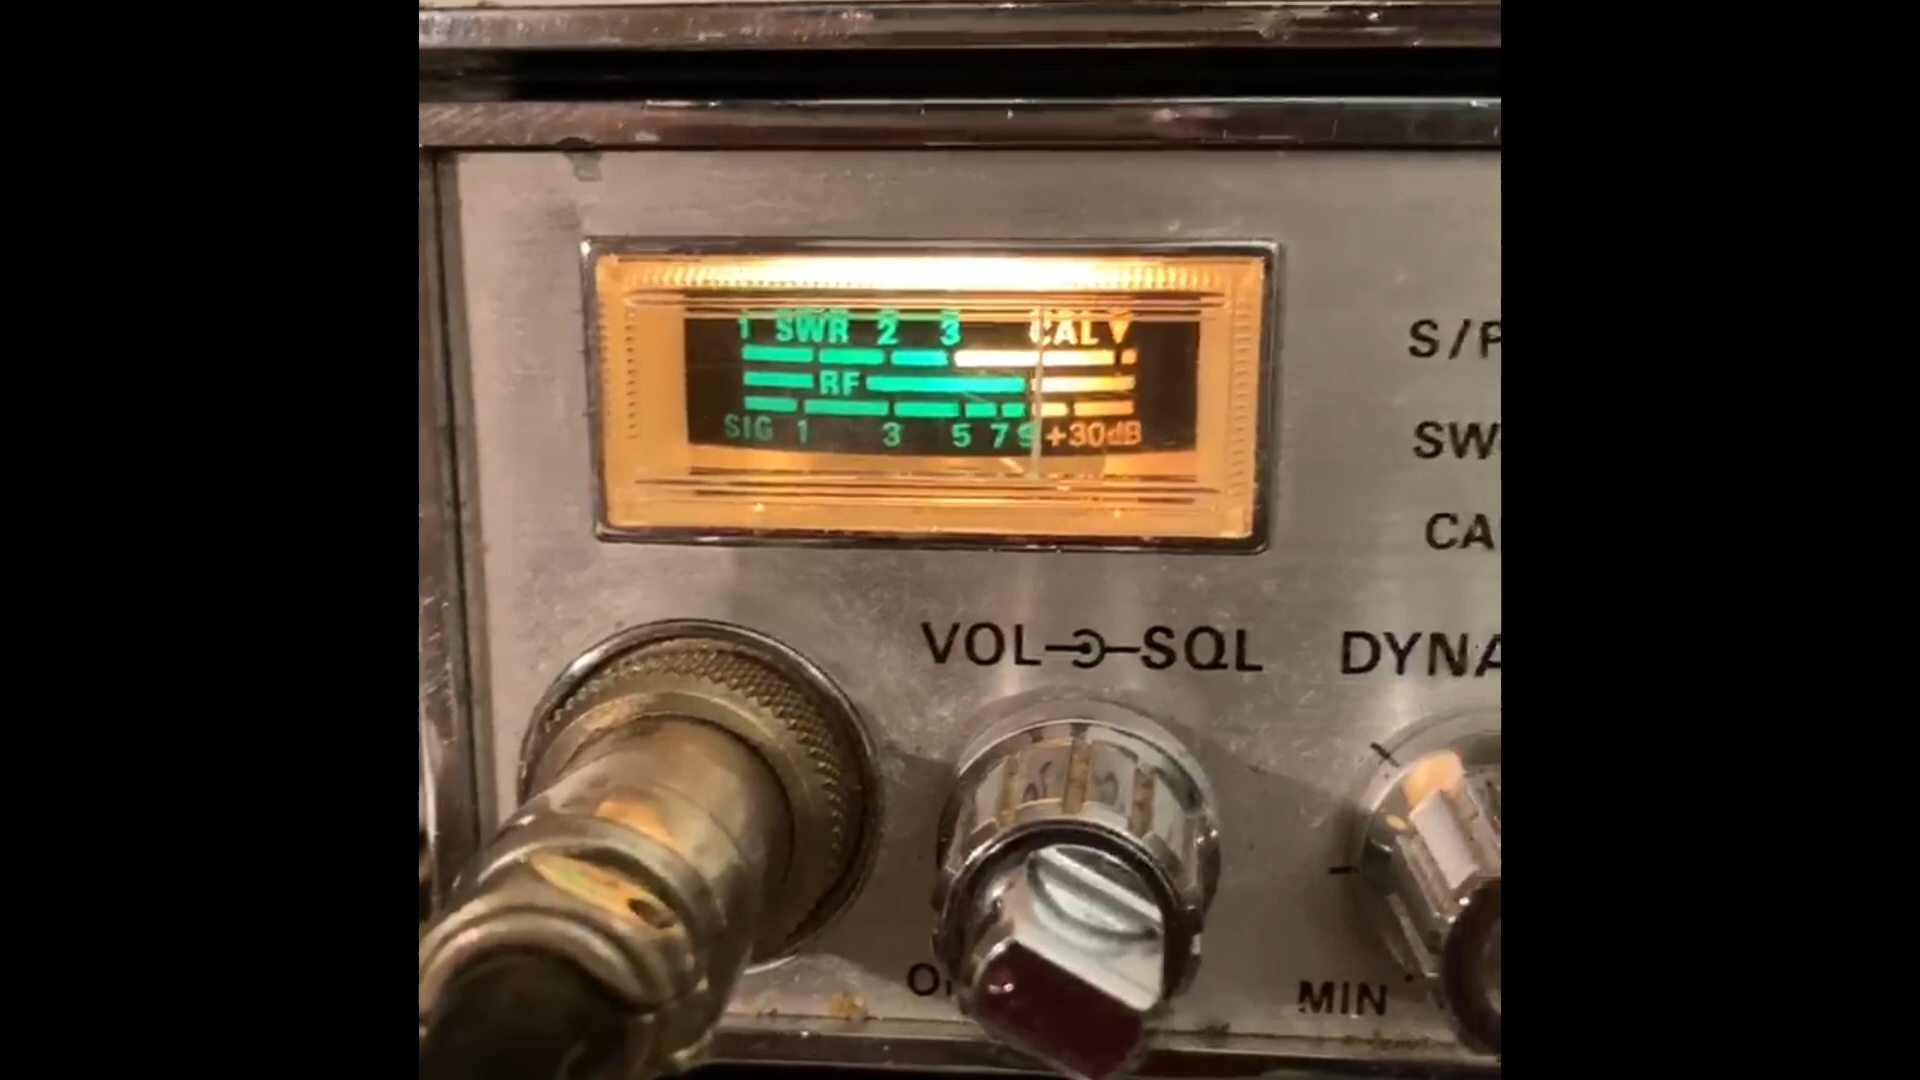 1 SWR 2 3 CAL
RF
SIG 1 3 5 7 9 +30dB
S/
SW
CA
VOL SQL
DYNA
MIN